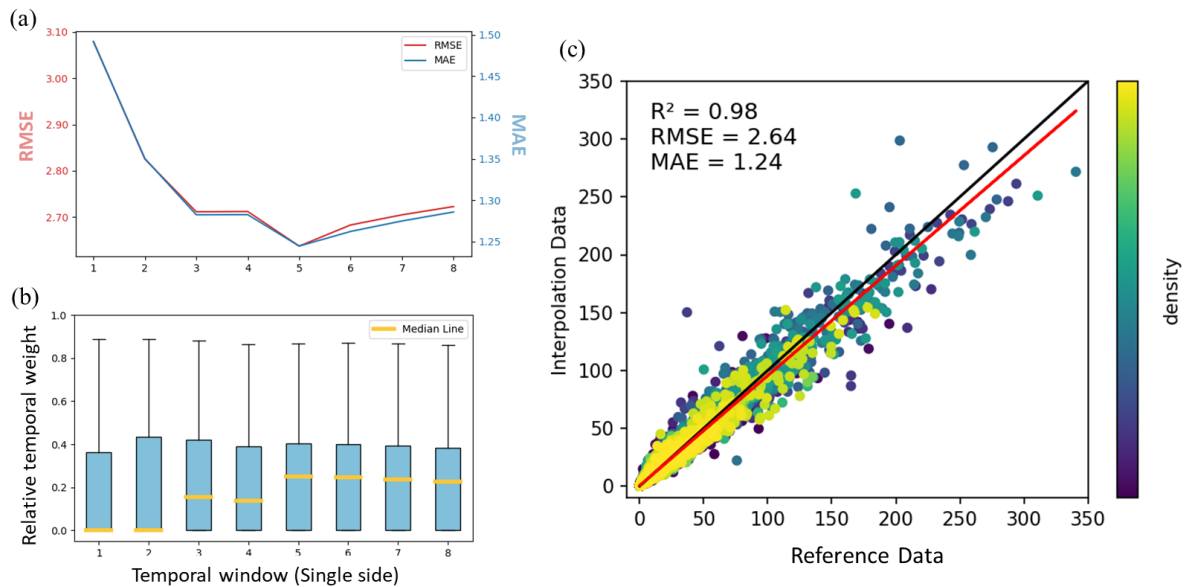 (a)
3.10
3.00
2.90
2.80
2.70
RMSE
1.50
1.45
1.40
1.35
1.30
1.25
MAE
RMSE
MAE
1 2 3 4 5 6 7 8
(b)
1.0
0.8
0.6
0.4
0.2
0.0
Relative temporal weight
Median Line
1 2 3 4 5 6 7 8
Temporal window (Single side)
(c)
350
300
250
200
150
100
50
0
Interpolation Data
R² = 0.98
RMSE = 2.64
MAE = 1.24
0 50 100 150 200 250 300 350
Reference Data
density